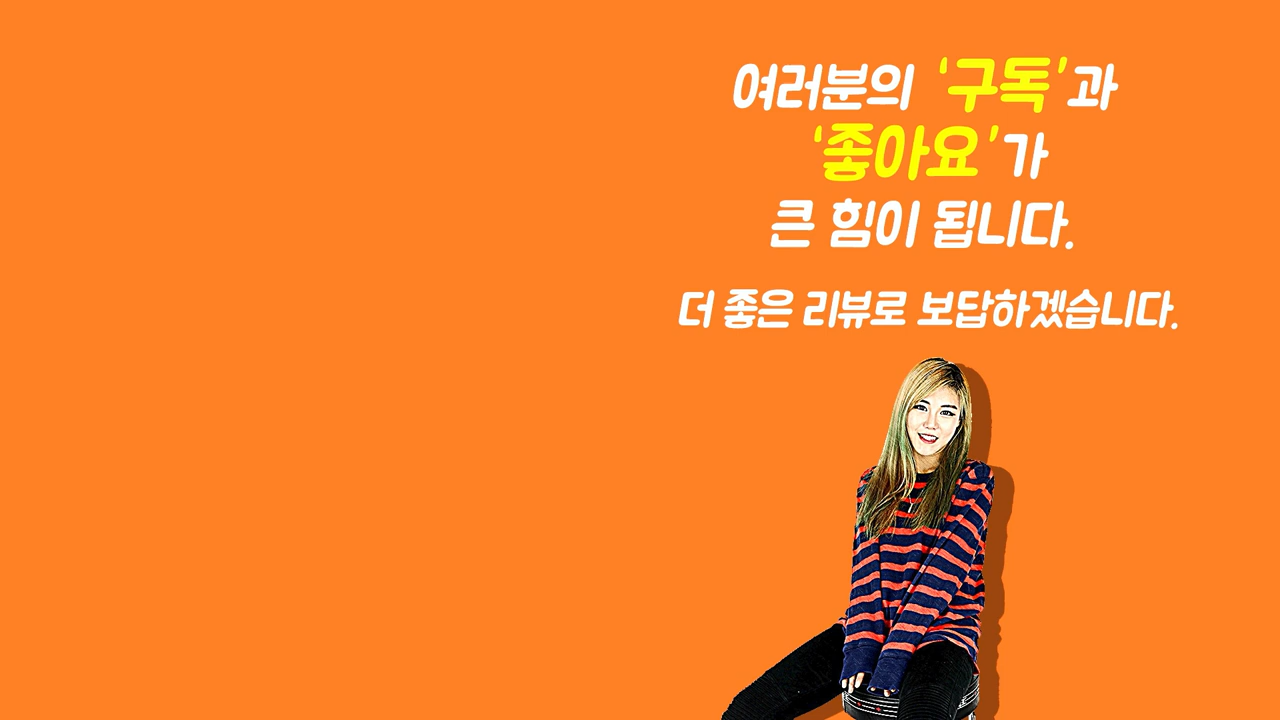 여러분의 '구독'과
'좋아요'가
큰 힘이 됩니다.
더 좋은 리뷰로 보답하겠습니다.